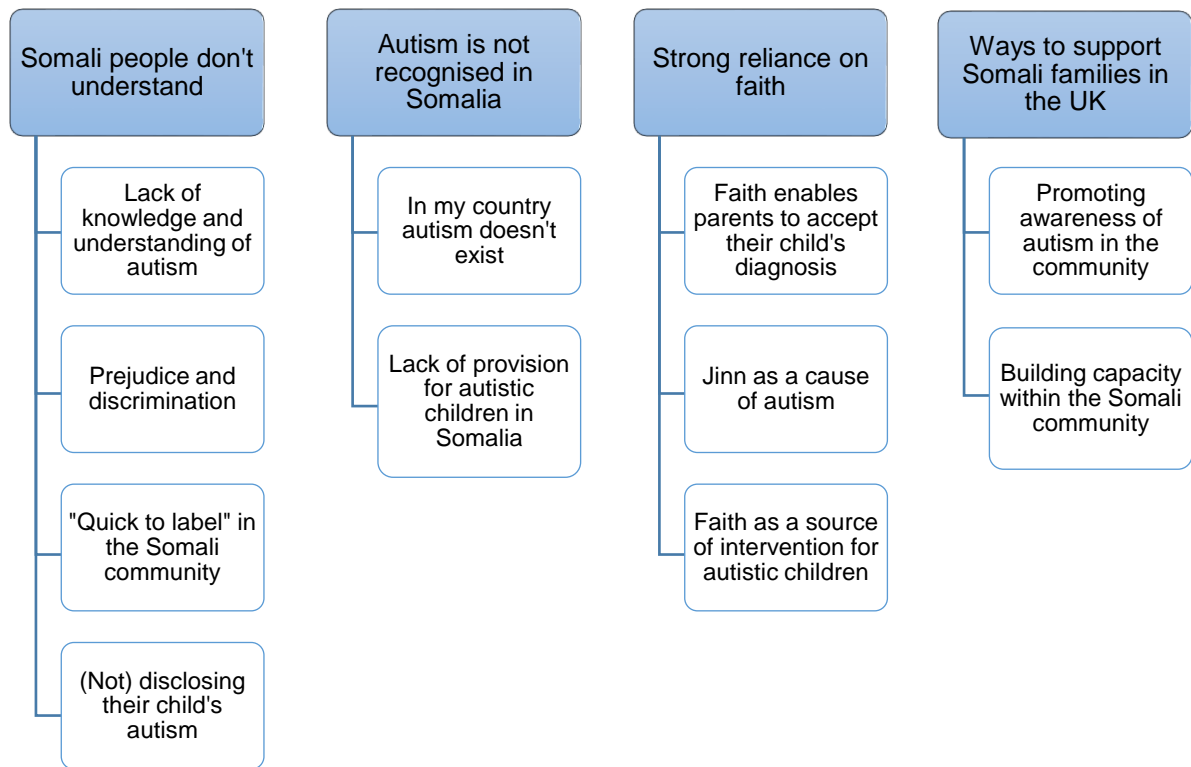 Somali people don't
understand
Lack of
knowledge and
understanding of
autism
Prejudice and
discrimination
"Quick to label" in
the Somali
community
(Not) disclosing
their child's
autism
Autism is not
recognised in
Somalia
In my country
autism doesn't
exist
Lack of provision
for autistic
children in
Somalia
Strong reliance on
faith
Faith enables
parents to accept
their child's
diagnosis
Jinn as a cause
of autism
Faith as a source
of intervention for
autistic children
Ways to support
Somali families in
the UK
Promoting
awareness of
autism in the
community
Building capacity
within the Somali
community